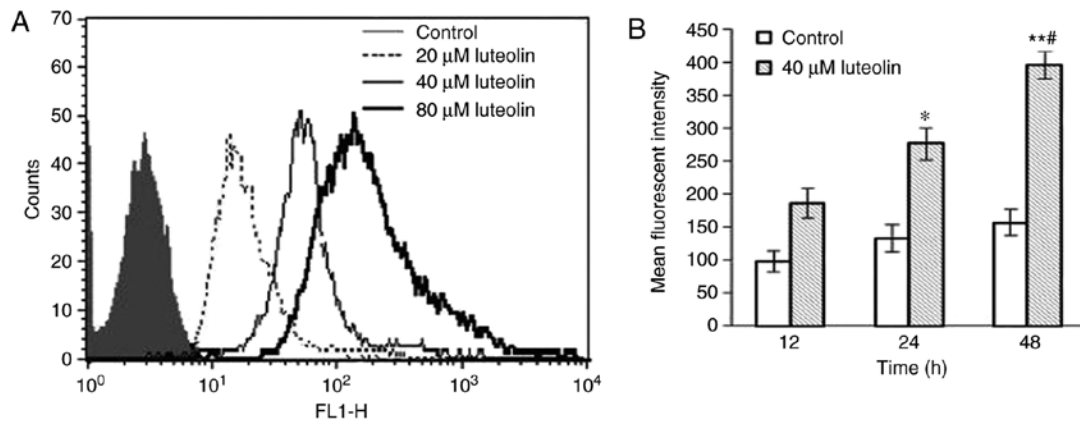 A
70
60
50
40
30
20
10
0
Counts
Control
20 μM luteolin
40 μM luteolin
80 μM luteolin
10⁰ 10¹ 10² 10³ 10⁴
FL1-H
B
450
400
350
300
250
200
150
100
50
0
Mean fluorescent intensity
Control
40 μM luteolin
*
**#
12 24 48
Time (h)